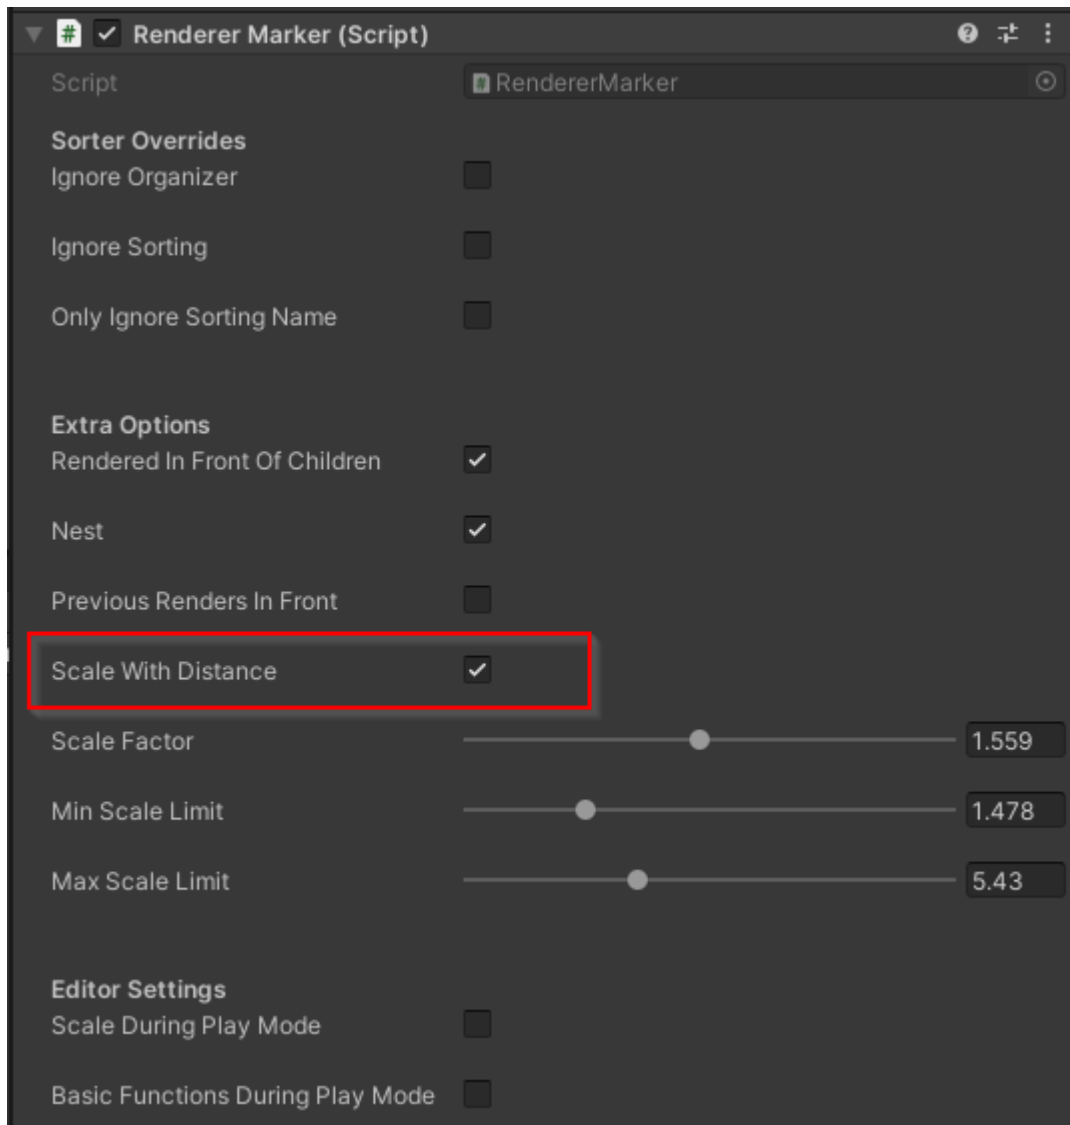 Renderer Marker (Script)
Script RendererMarker
Sorter Overrides
Ignore Organizer
Ignore Sorting
Only Ignore Sorting Name
Extra Options
Rendered In Front Of Children
Nest
Previous Renders In Front
Scale With Distance
Scale Factor 1.559
Min Scale Limit 1.478
Max Scale Limit 5.43
Editor Settings
Scale During Play Mode
Basic Functions During Play Mode